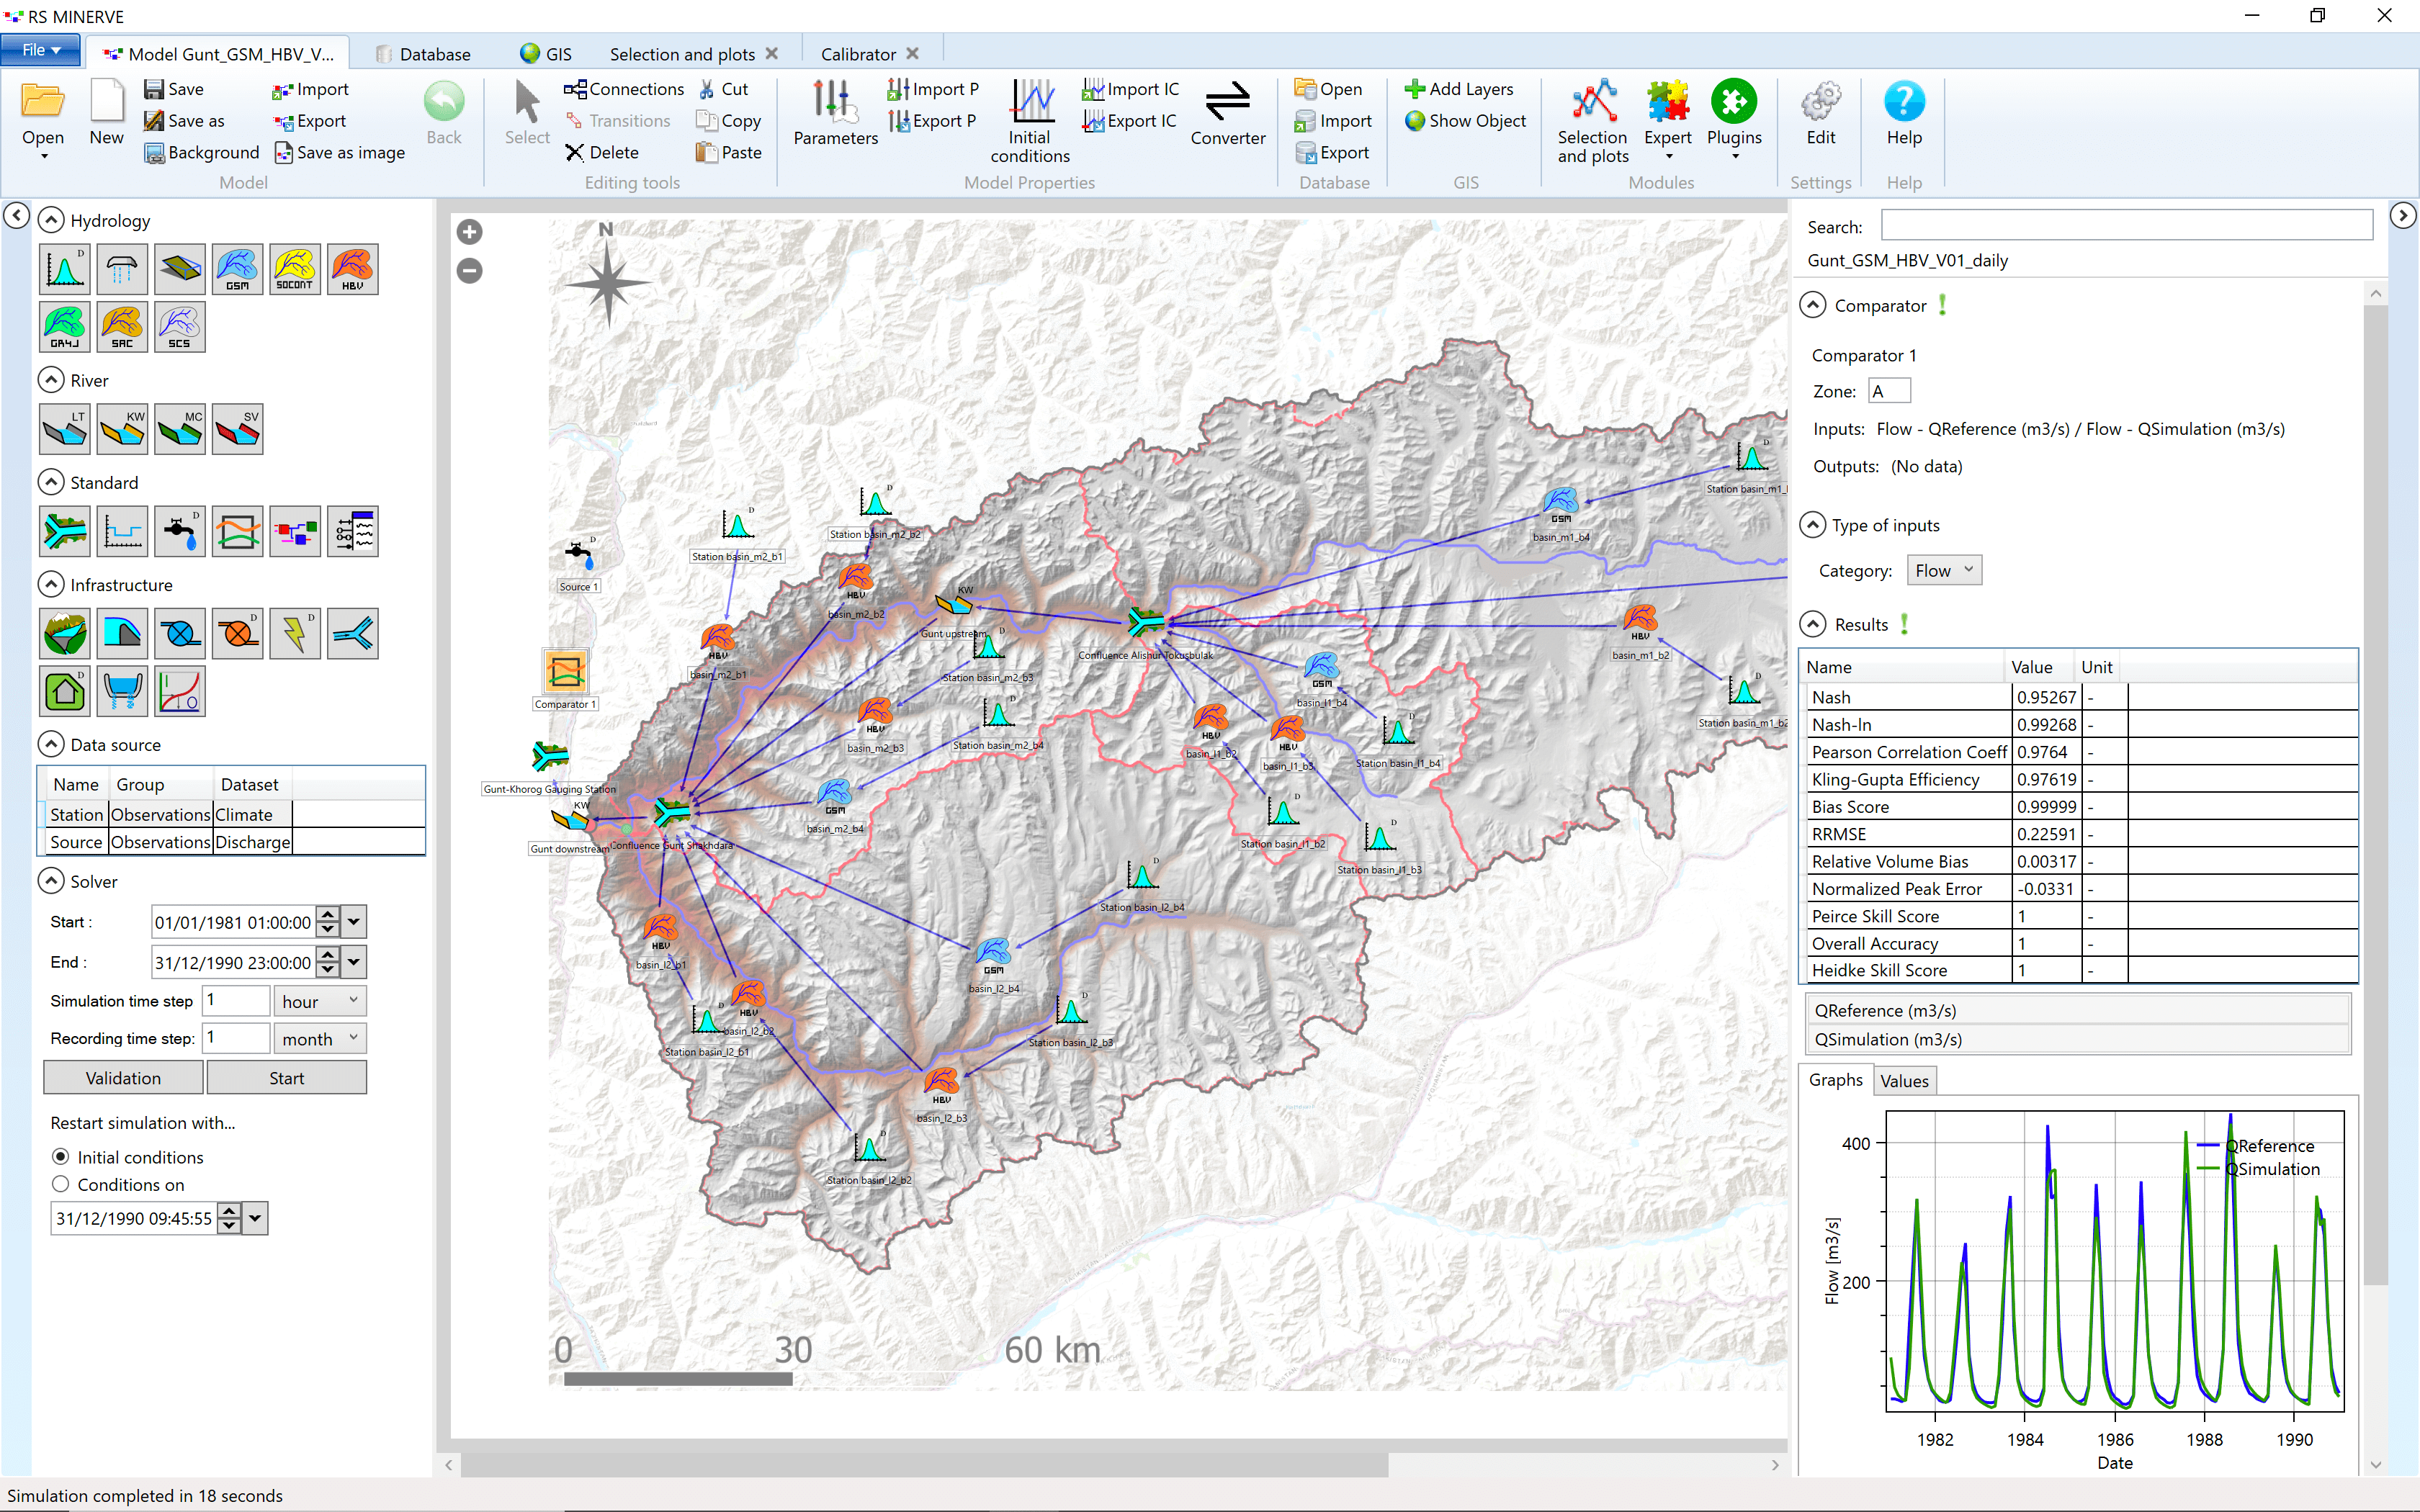 RS MINERVE
File
Model Gunt_GSM_HBV_V...
Database
GIS
Selection and plots
Calibrator
Open
New
Save
Save as
Background
Import
Export
Save as image
Back
Model
Select
Connections
Transitions
Delete
Cut
Copy
Paste
Editing tools
Parameters
Import P
Export P
Initial conditions
Import IC
Export IC
Converter
Model Properties
Open
Import
Export
Database
Add Layers
Show Object
GIS
Selection and plots
Expert
Plugins
Modules
Edit
Settings
Help
Help
Hydrology
D
GSM
SOCONT
HBV
GR4J
SAC
SCS
River
LT
KW
MC
SV
Standard
D
Infrastructure
D
D
D
Data source
Name Group Dataset
Station Observations Climate
Source Observations Discharge
Solver
Start : 01/01/1981 01:00:00
End : 31/12/1990 23:00:00
Simulation time step 1 hour
Recording time step: 1 month
Validation
Start
Restart simulation with...
Initial conditions
Conditions on
31/12/1990 09:45:55
N
D
Station basin_m1_
GSM
basin_m1_b4
D
Station basin_m2_b2
D
Station basin_m2_b1
D
Source 1
HBV
basin_m2_b2
KW
Gunt upstream
Confluence Alishur Tokusbulak
HBV
basin_m1_b2
HBV
basin_m2_b1
D
Station basin_m2_b3
GSM
basin_l1_b4
D
Station basin_m1_b2
Comparator 1
HBV
basin_m2_b3
D
Station basin_m2_b4
HBV
basin_l1_b2
HBV
basin_l1_b3
D
Station basin_l1_b4
Gunt-Khorog Gauging Station
KW
Gunt downstream
Confluence Gunt Shakhdara
GSM
basin_m2_b4
D
Station basin_l1_b2
D
Station basin_l1_b3
D
Station basin_l2_b4
HBV
basin_l2_b1
GSM
basin_l2_b4
HBV
basin_l2_b2
D
Station basin_l2_b1
D
Station basin_l2_b3
HBV
basin_l2_b3
D
Station basin_l2_b2
0 30 60 km
Search:
Gunt_GSM_HBV_V01_daily
Comparator
Comparator 1
Zone: A
Inputs: Flow - QReference (m3/s) / Flow - QSimulation (m3/s)
Outputs: (No data)
Type of inputs
Category: Flow
Results
Name Value Unit
Nash 0.95267 -
Nash-ln 0.99268 -
Pearson Correlation Coeff 0.9764 -
Kling-Gupta Efficiency 0.97619 -
Bias Score 0.99999 -
RRMSE 0.22591 -
Relative Volume Bias 0.00317 -
Normalized Peak Error -0.0331 -
Peirce Skill Score 1 -
Overall Accuracy 1 -
Heidke Skill Score 1 -
QReference (m3/s)
QSimulation (m3/s)
Graphs
Values
400
200
Flow [m3/s]
QReference
QSimulation
1982 1984 1986 1988 1990
Date
Simulation completed in 18 seconds